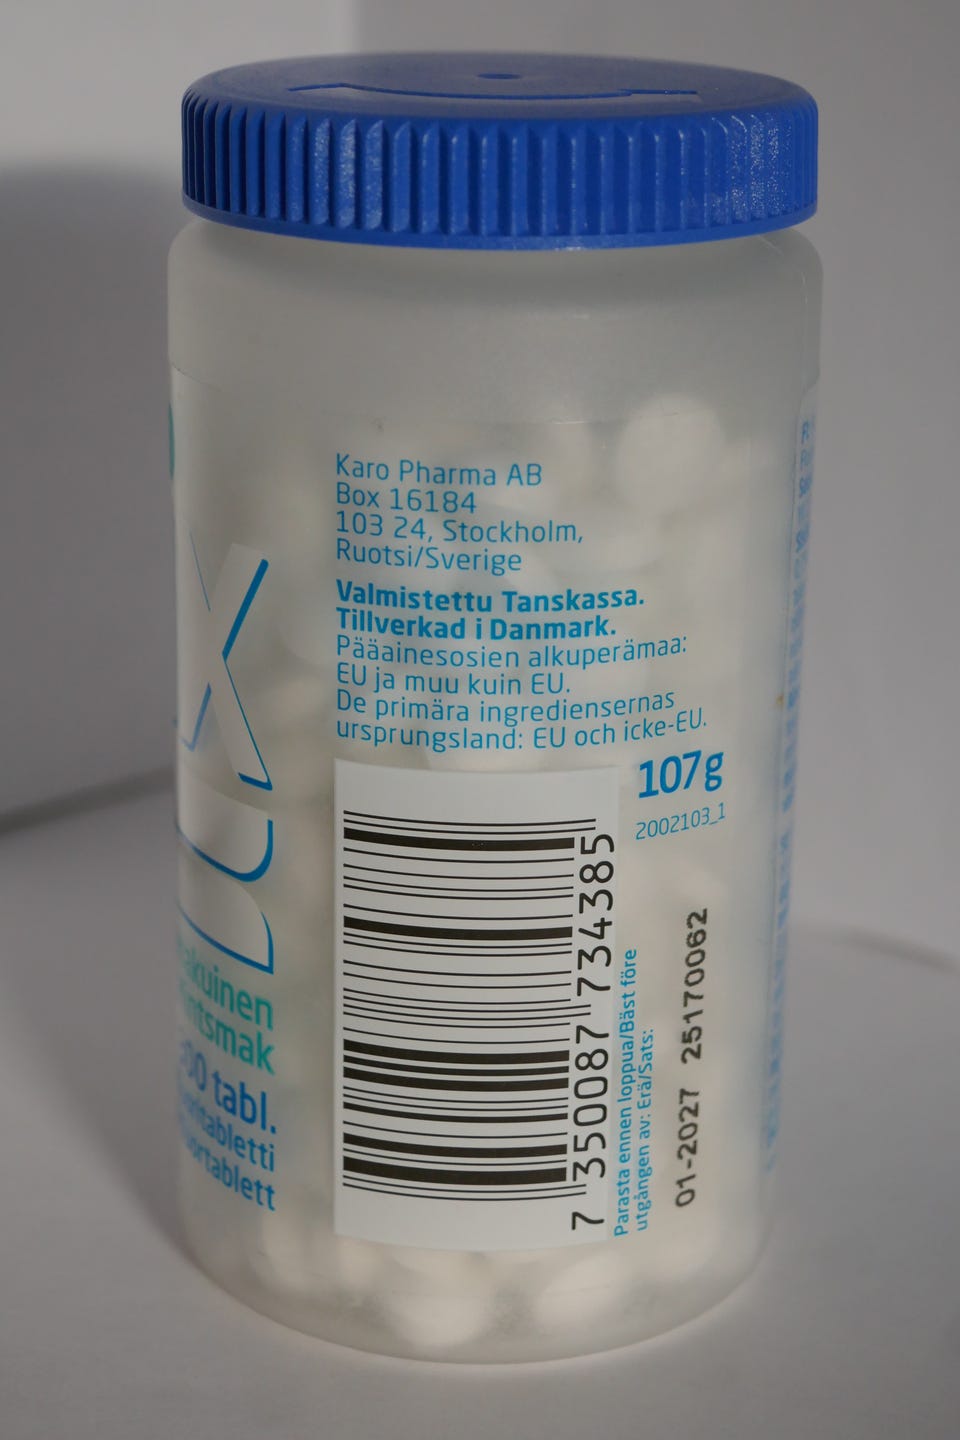 Karo Pharma AB
Box 16184
103 24, Stockholm,
Ruotsi/Sverige
Valmistettu Tanskassa.
Tillverkad i Danmark.
Pääainesosien alkuperämaa:
EU ja muu kuin EU.
De primära ingrediensernas
ursprungsland: EU och icke-EU.
107g
2002103_1
7 350087 734385
Parasta ennen loppua/Bäst före
utgången av: Erä/Sats:
01-2027 25170062
tabl.